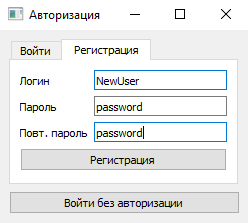 Авторизация
Войти Регистрация
Логин NewUser
Пароль password
Повт. пароль password
Регистрация
Войти без авторизации